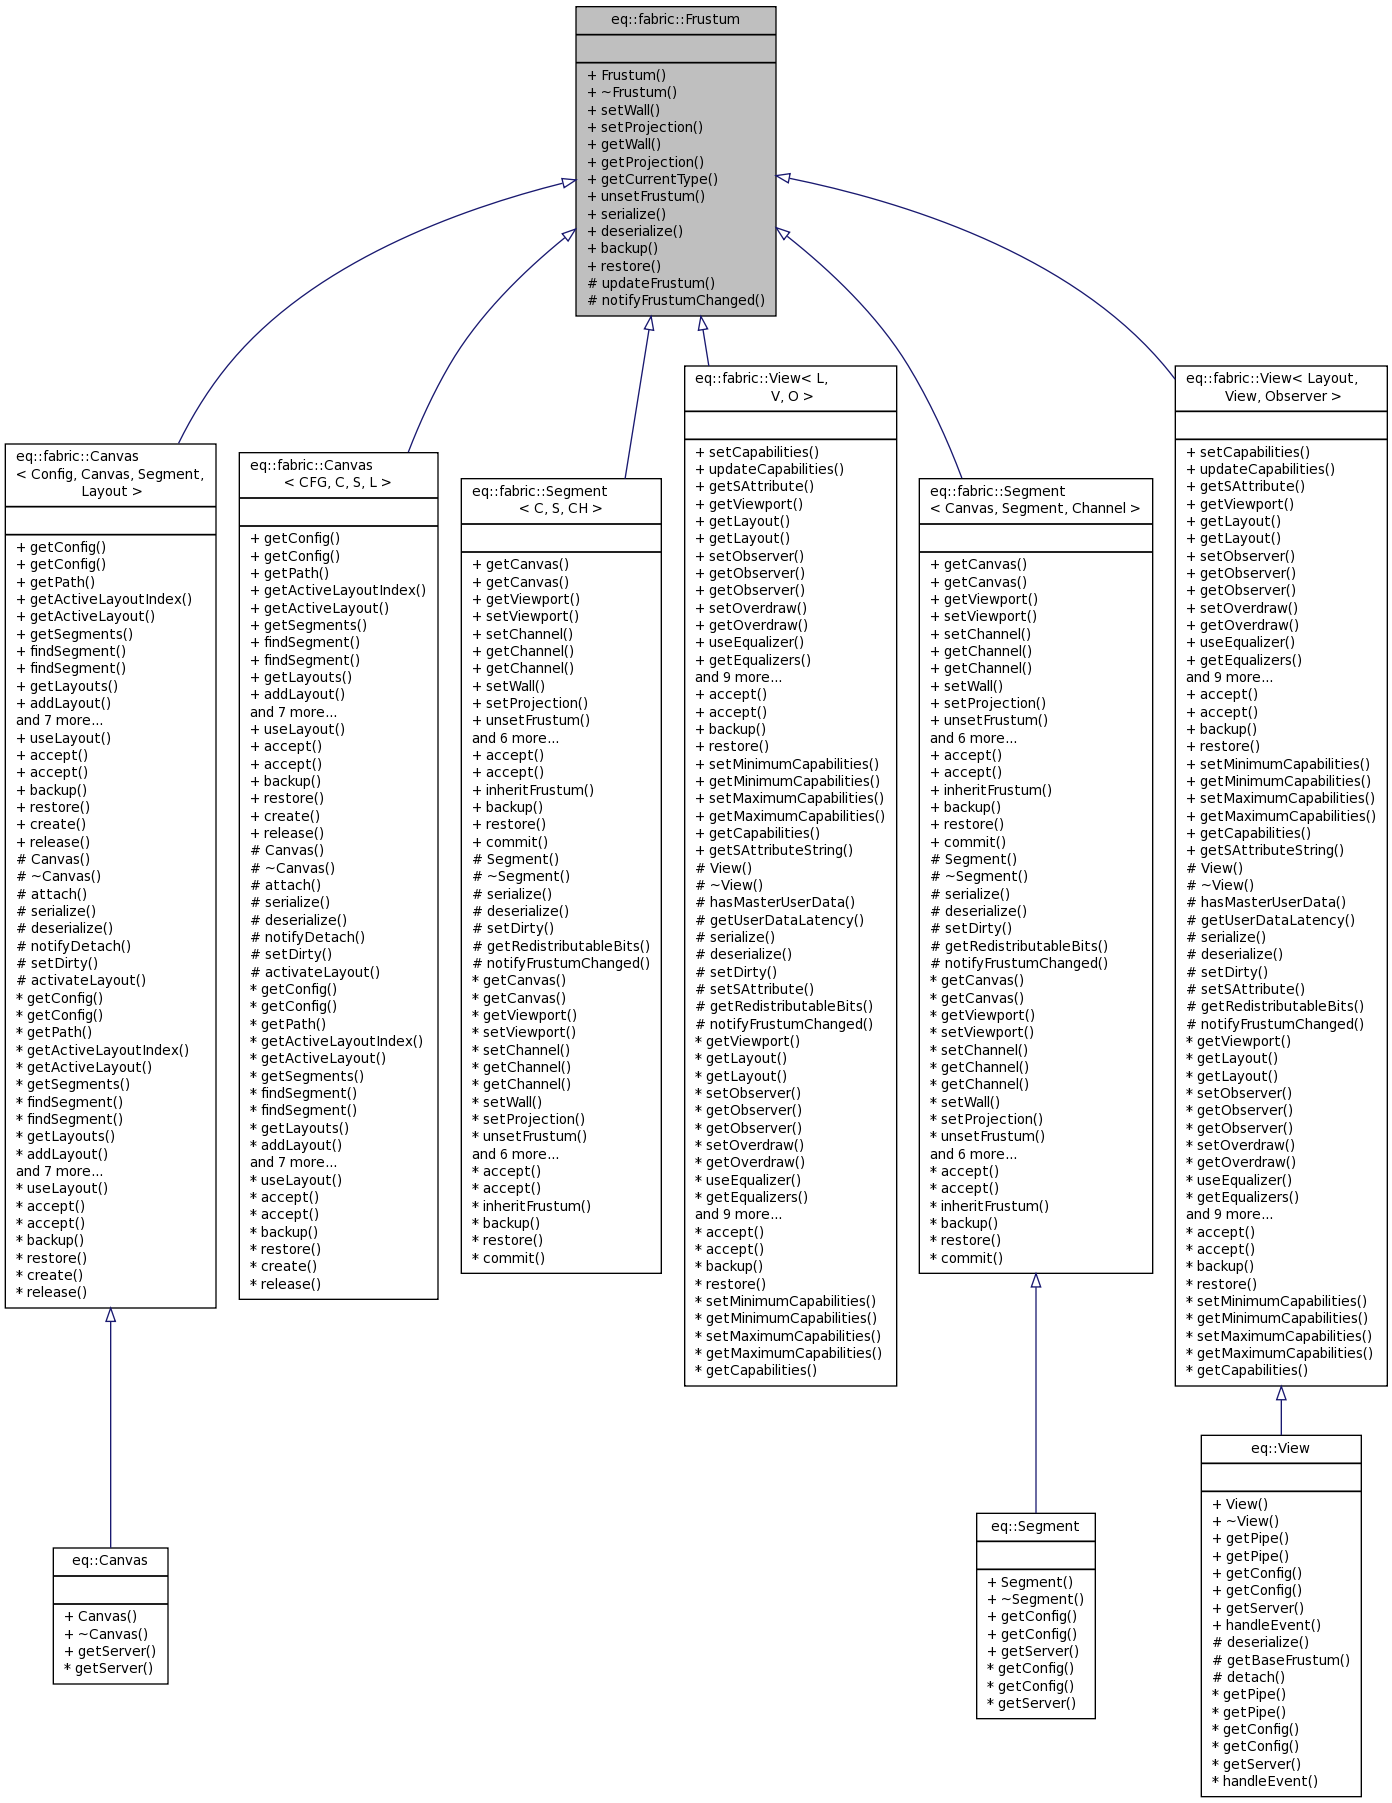 eq::fabric::Frustum
+ Frustum()
+ ~Frustum()
+ setWall()
+ setProjection()
+ getWall()
+ getProjection()
+ getCurrentType()
+ unsetFrustum()
+ serialize()
+ deserialize()
+ backup()
+ restore()
# updateFrustum()
# notifyFrustumChanged()
eq::fabric::Canvas
< Config, Canvas, Segment,
Layout >
+ getConfig()
+ getConfig()
+ getPath()
+ getActiveLayoutIndex()
+ getActiveLayout()
+ getSegments()
+ findSegment()
+ findSegment()
+ getLayouts()
+ addLayout()
and 7 more...
+ useLayout()
+ accept()
+ accept()
+ backup()
+ restore()
+ create()
+ release()
# Canvas()
# ~Canvas()
# attach()
# serialize()
# deserialize()
# notifyDetach()
# setDirty()
# activateLayout()
* getConfig()
* getConfig()
* getPath()
* getActiveLayoutIndex()
* getActiveLayout()
* getSegments()
* findSegment()
* findSegment()
* getLayouts()
* addLayout()
and 7 more...
* useLayout()
* accept()
* accept()
* backup()
* restore()
* create()
* release()
eq::fabric::Canvas
< CFG, C, S, L >
+ getConfig()
+ getConfig()
+ getPath()
+ getActiveLayoutIndex()
+ getActiveLayout()
+ getSegments()
+ findSegment()
+ findSegment()
+ getLayouts()
+ addLayout()
and 7 more...
+ useLayout()
+ accept()
+ accept()
+ backup()
+ restore()
+ create()
+ release()
# Canvas()
# ~Canvas()
# attach()
# serialize()
# deserialize()
# notifyDetach()
# setDirty()
# activateLayout()
* getConfig()
* getConfig()
* getPath()
* getActiveLayoutIndex()
* getActiveLayout()
* getSegments()
* findSegment()
* findSegment()
* getLayouts()
* addLayout()
and 7 more...
* useLayout()
* accept()
* accept()
* backup()
* restore()
* create()
* release()
eq::fabric::Segment
< C, S, CH >
+ getCanvas()
+ getCanvas()
+ getViewport()
+ setViewport()
+ setChannel()
+ getChannel()
+ getChannel()
+ setWall()
+ setProjection()
+ unsetFrustum()
and 6 more...
+ accept()
+ accept()
+ inheritFrustum()
+ backup()
+ restore()
+ commit()
# Segment()
# ~Segment()
# serialize()
# deserialize()
# setDirty()
# getRedistributableBits()
# notifyFrustumChanged()
* getCanvas()
* getCanvas()
* getViewport()
* setViewport()
* setChannel()
* getChannel()
* getChannel()
* setWall()
* setProjection()
* unsetFrustum()
and 6 more...
* accept()
* accept()
* inheritFrustum()
* backup()
* restore()
* commit()
eq::fabric::View< L,
V, O >
+ setCapabilities()
+ updateCapabilities()
+ getSAttribute()
+ getViewport()
+ getLayout()
+ getLayout()
+ setObserver()
+ getObserver()
+ getObserver()
+ setOverdraw()
+ getOverdraw()
+ useEqualizer()
+ getEqualizers()
and 9 more...
+ accept()
+ accept()
+ backup()
+ restore()
+ setMinimumCapabilities()
+ getMinimumCapabilities()
+ setMaximumCapabilities()
+ getMaximumCapabilities()
+ getCapabilities()
+ getSAttributeString()
# View()
# ~View()
# hasMasterUserData()
# getUserDataLatency()
# serialize()
# deserialize()
# setDirty()
# setSAttribute()
# getRedistributableBits()
# notifyFrustumChanged()
* getViewport()
* getLayout()
* getLayout()
* setObserver()
* getObserver()
* getObserver()
* setOverdraw()
* getOverdraw()
* useEqualizer()
* getEqualizers()
and 9 more...
* accept()
* accept()
* backup()
* restore()
* setMinimumCapabilities()
* getMinimumCapabilities()
* setMaximumCapabilities()
* getMaximumCapabilities()
* getCapabilities()
eq::fabric::Segment
< Canvas, Segment, Channel >
+ getCanvas()
+ getCanvas()
+ getViewport()
+ setViewport()
+ setChannel()
+ getChannel()
+ getChannel()
+ setWall()
+ setProjection()
+ unsetFrustum()
and 6 more...
+ accept()
+ accept()
+ inheritFrustum()
+ backup()
+ restore()
+ commit()
# Segment()
# ~Segment()
# serialize()
# deserialize()
# setDirty()
# getRedistributableBits()
# notifyFrustumChanged()
* getCanvas()
* getCanvas()
* getViewport()
* setViewport()
* setChannel()
* getChannel()
* getChannel()
* setWall()
* setProjection()
* unsetFrustum()
and 6 more...
* accept()
* accept()
* inheritFrustum()
* backup()
* restore()
* commit()
eq::fabric::View< Layout,
View, Observer >
+ setCapabilities()
+ updateCapabilities()
+ getSAttribute()
+ getViewport()
+ getLayout()
+ getLayout()
+ setObserver()
+ getObserver()
+ getObserver()
+ setOverdraw()
+ getOverdraw()
+ useEqualizer()
+ getEqualizers()
and 9 more...
+ accept()
+ accept()
+ backup()
+ restore()
+ setMinimumCapabilities()
+ getMinimumCapabilities()
+ setMaximumCapabilities()
+ getMaximumCapabilities()
+ getCapabilities()
+ getSAttributeString()
# View()
# ~View()
# hasMasterUserData()
# getUserDataLatency()
# serialize()
# deserialize()
# setDirty()
# setSAttribute()
# getRedistributableBits()
# notifyFrustumChanged()
* getViewport()
* getLayout()
* getLayout()
* setObserver()
* getObserver()
* getObserver()
* setOverdraw()
* getOverdraw()
* useEqualizer()
* getEqualizers()
and 9 more...
* accept()
* accept()
* backup()
* restore()
* setMinimumCapabilities()
* getMinimumCapabilities()
* setMaximumCapabilities()
* getMaximumCapabilities()
* getCapabilities()
eq::Canvas
+ Canvas()
+ ~Canvas()
+ getServer()
* getServer()
eq::Segment
+ Segment()
+ ~Segment()
+ getConfig()
+ getConfig()
+ getServer()
* getConfig()
* getConfig()
* getServer()
eq::View
+ View()
+ ~View()
+ getPipe()
+ getPipe()
+ getConfig()
+ getConfig()
+ getServer()
+ handleEvent()
# deserialize()
# getBaseFrustum()
# detach()
* getPipe()
* getPipe()
* getConfig()
* getConfig()
* getServer()
* handleEvent()